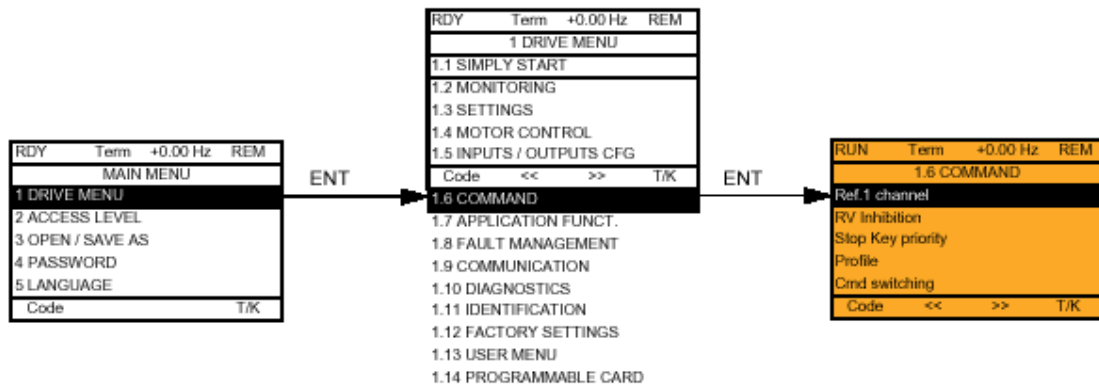 RDY Term +0.00 Hz REM
MAIN MENU
1 DRIVE MENU
2 ACCESS LEVEL
3 OPEN / SAVE AS
4 PASSWORD
5 LANGUAGE
Code T/K
ENT
RDY Term +0.00 Hz REM
1 DRIVE MENU
1.1 SIMPLY START
1.2 MONITORING
1.3 SETTINGS
1.4 MOTOR CONTROL
1.5 INPUTS / OUTPUTS CFG
Code << >> T/K
1.6 COMMAND
1.7 APPLICATION FUNCT.
1.8 FAULT MANAGEMENT
1.9 COMMUNICATION
1.10 DIAGNOSTICS
1.11 IDENTIFICATION
1.12 FACTORY SETTINGS
1.13 USER MENU
1.14 PROGRAMMABLE CARD
ENT
RUN Term +0.00 Hz REM
1.6 COMMAND
Ref.1 channel
RV Inhibition
Stop Key priority
Profile
Cmd switching
Code << >> T/K